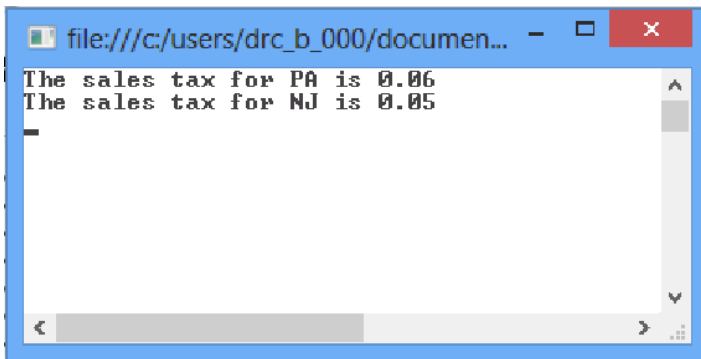 file:///c:/users/drc_b_000/documen...
The sales tax for PA is 0.06
The sales tax for NJ is 0.05